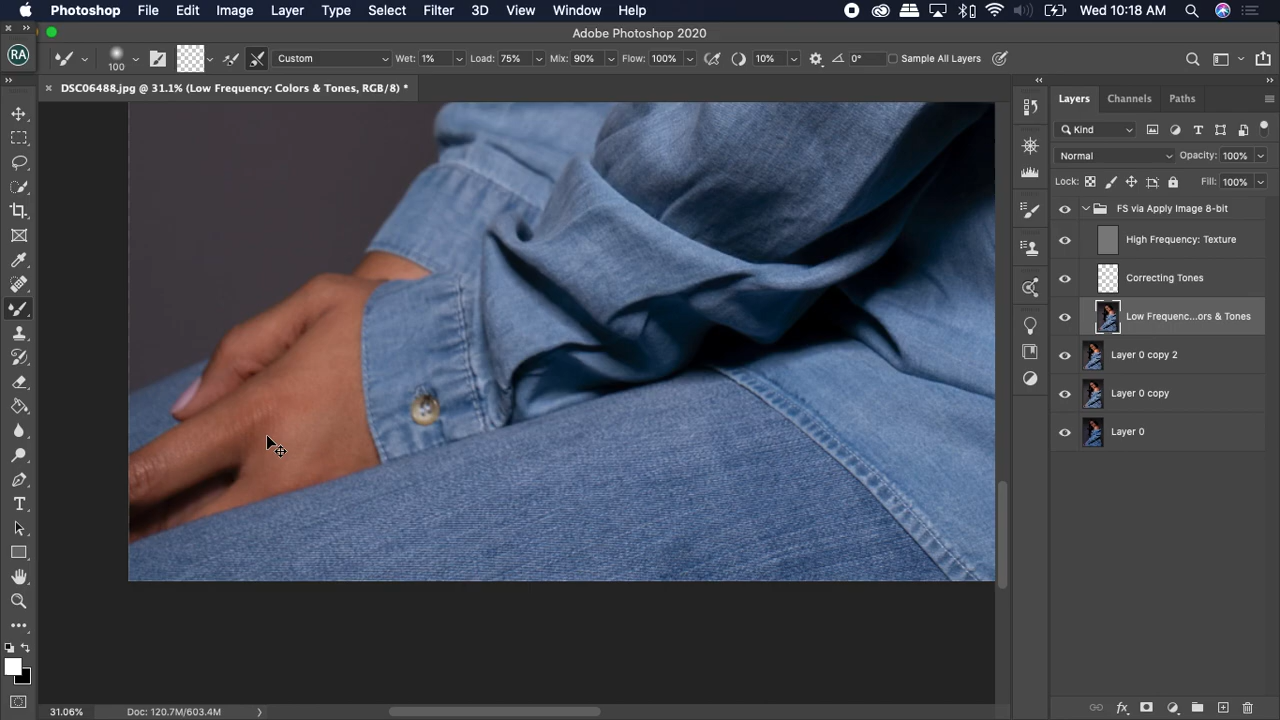 Photoshop File Edit Image Layer Type Select Filter 3D View Window Help Wed 10:18 AM
Adobe Photoshop 2020
RA 100 Custom Wet: 1% Load: 75% Mix: 90% Flow: 100% 10% 0° Sample All Layers
DSC06488.jpg @ 31.1% (Low Frequency: Colors & Tones, RGB/8) *
Layers Channels Paths
Kind
Normal Opacity: 100%
Lock: Fill: 100%
FS via Apply Image 8-bit
High Frequency: Texture
Correcting Tones
Low Frequenc...ors & Tones
Layer 0 copy 2
Layer 0 copy
Layer 0
31.06% Doc: 120.7M/603.4M